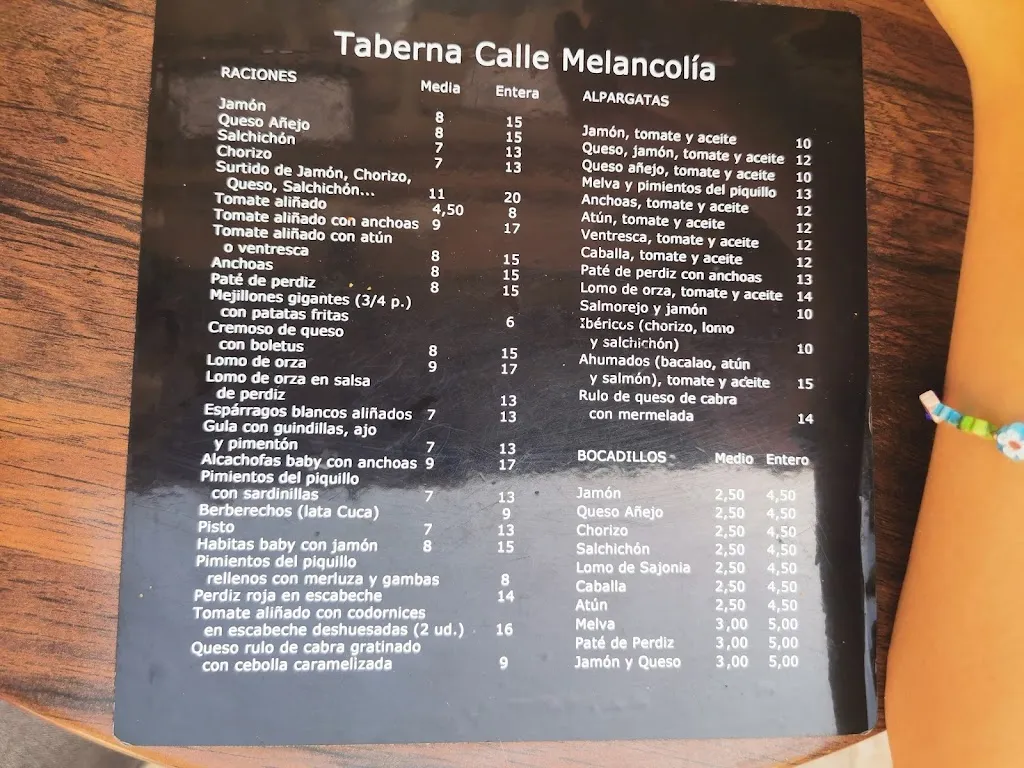 Taberna Calle Melancolía
RACIONES Media Entera
Jamón 8 15
Queso Añejo 8 15
Salchichón 7 13
Chorizo 7 13
Surtido de Jamón, Chorizo,
Queso, Salchichón... 11 20
Tomate aliñado 4,50 8
Tomate aliñado con anchoas 9 17
Tomate aliñado con atún
o ventresca 8 15
Anchoas 8 15
Paté de perdiz 8 15
Mejillones gigantes (3/4 p.)
con patatas fritas 6
Cremoso de queso
con boletus 8 15
Lomo de orza 9 17
Lomo de orza en salsa
de perdiz 13
Espárragos blancos aliñados 7 13
Gula con guindillas, ajo
y pimentón 7 13
Alcachofas baby con anchoas 9 17
Pimientos del piquillo
con sardinillas 7 13
Berberechos (lata Cuca) 9
Pisto 7 13
Habitas baby con jamón 8 15
Pimientos del piquillo
rellenos con merluza y gambas 8
Perdiz roja en escabeche 14
Tomate aliñado con codornices
en escabeche deshuesadas (2 ud.) 16
Queso rulo de cabra gratinado
con cebolla caramelizada 9
ALPARGATAS
Jamón, tomate y aceite 10
Queso, jamón, tomate y aceite 12
Queso añejo, tomate y aceite 10
Melva y pimientos del piquillo 13
Anchoas, tomate y aceite 12
Atún, tomate y aceite 12
Ventresca, tomate y aceite 12
Caballa, tomate y aceite 12
Paté de perdiz con anchoas 13
Lomo de orza, tomate y aceite 14
Salmorejo y jamón 10
Ibéricos (chorizo, lomo
y salchichón) 10
Ahumados (bacalao, atún
y salmón), tomate y aceite 15
Rulo de queso de cabra
con mermelada 14
BOCADILLOS Medio Entero
Jamón 2,50 4,50
Queso Añejo 2,50 4,50
Chorizo 2,50 4,50
Salchichón 2,50 4,50
Lomo de Sajonia 2,50 4,50
Caballa 2,50 4,50
Atún 2,50 4,50
Melva 3,00 5,00
Paté de Perdiz 3,00 5,00
Jamón y Queso 3,00 5,00